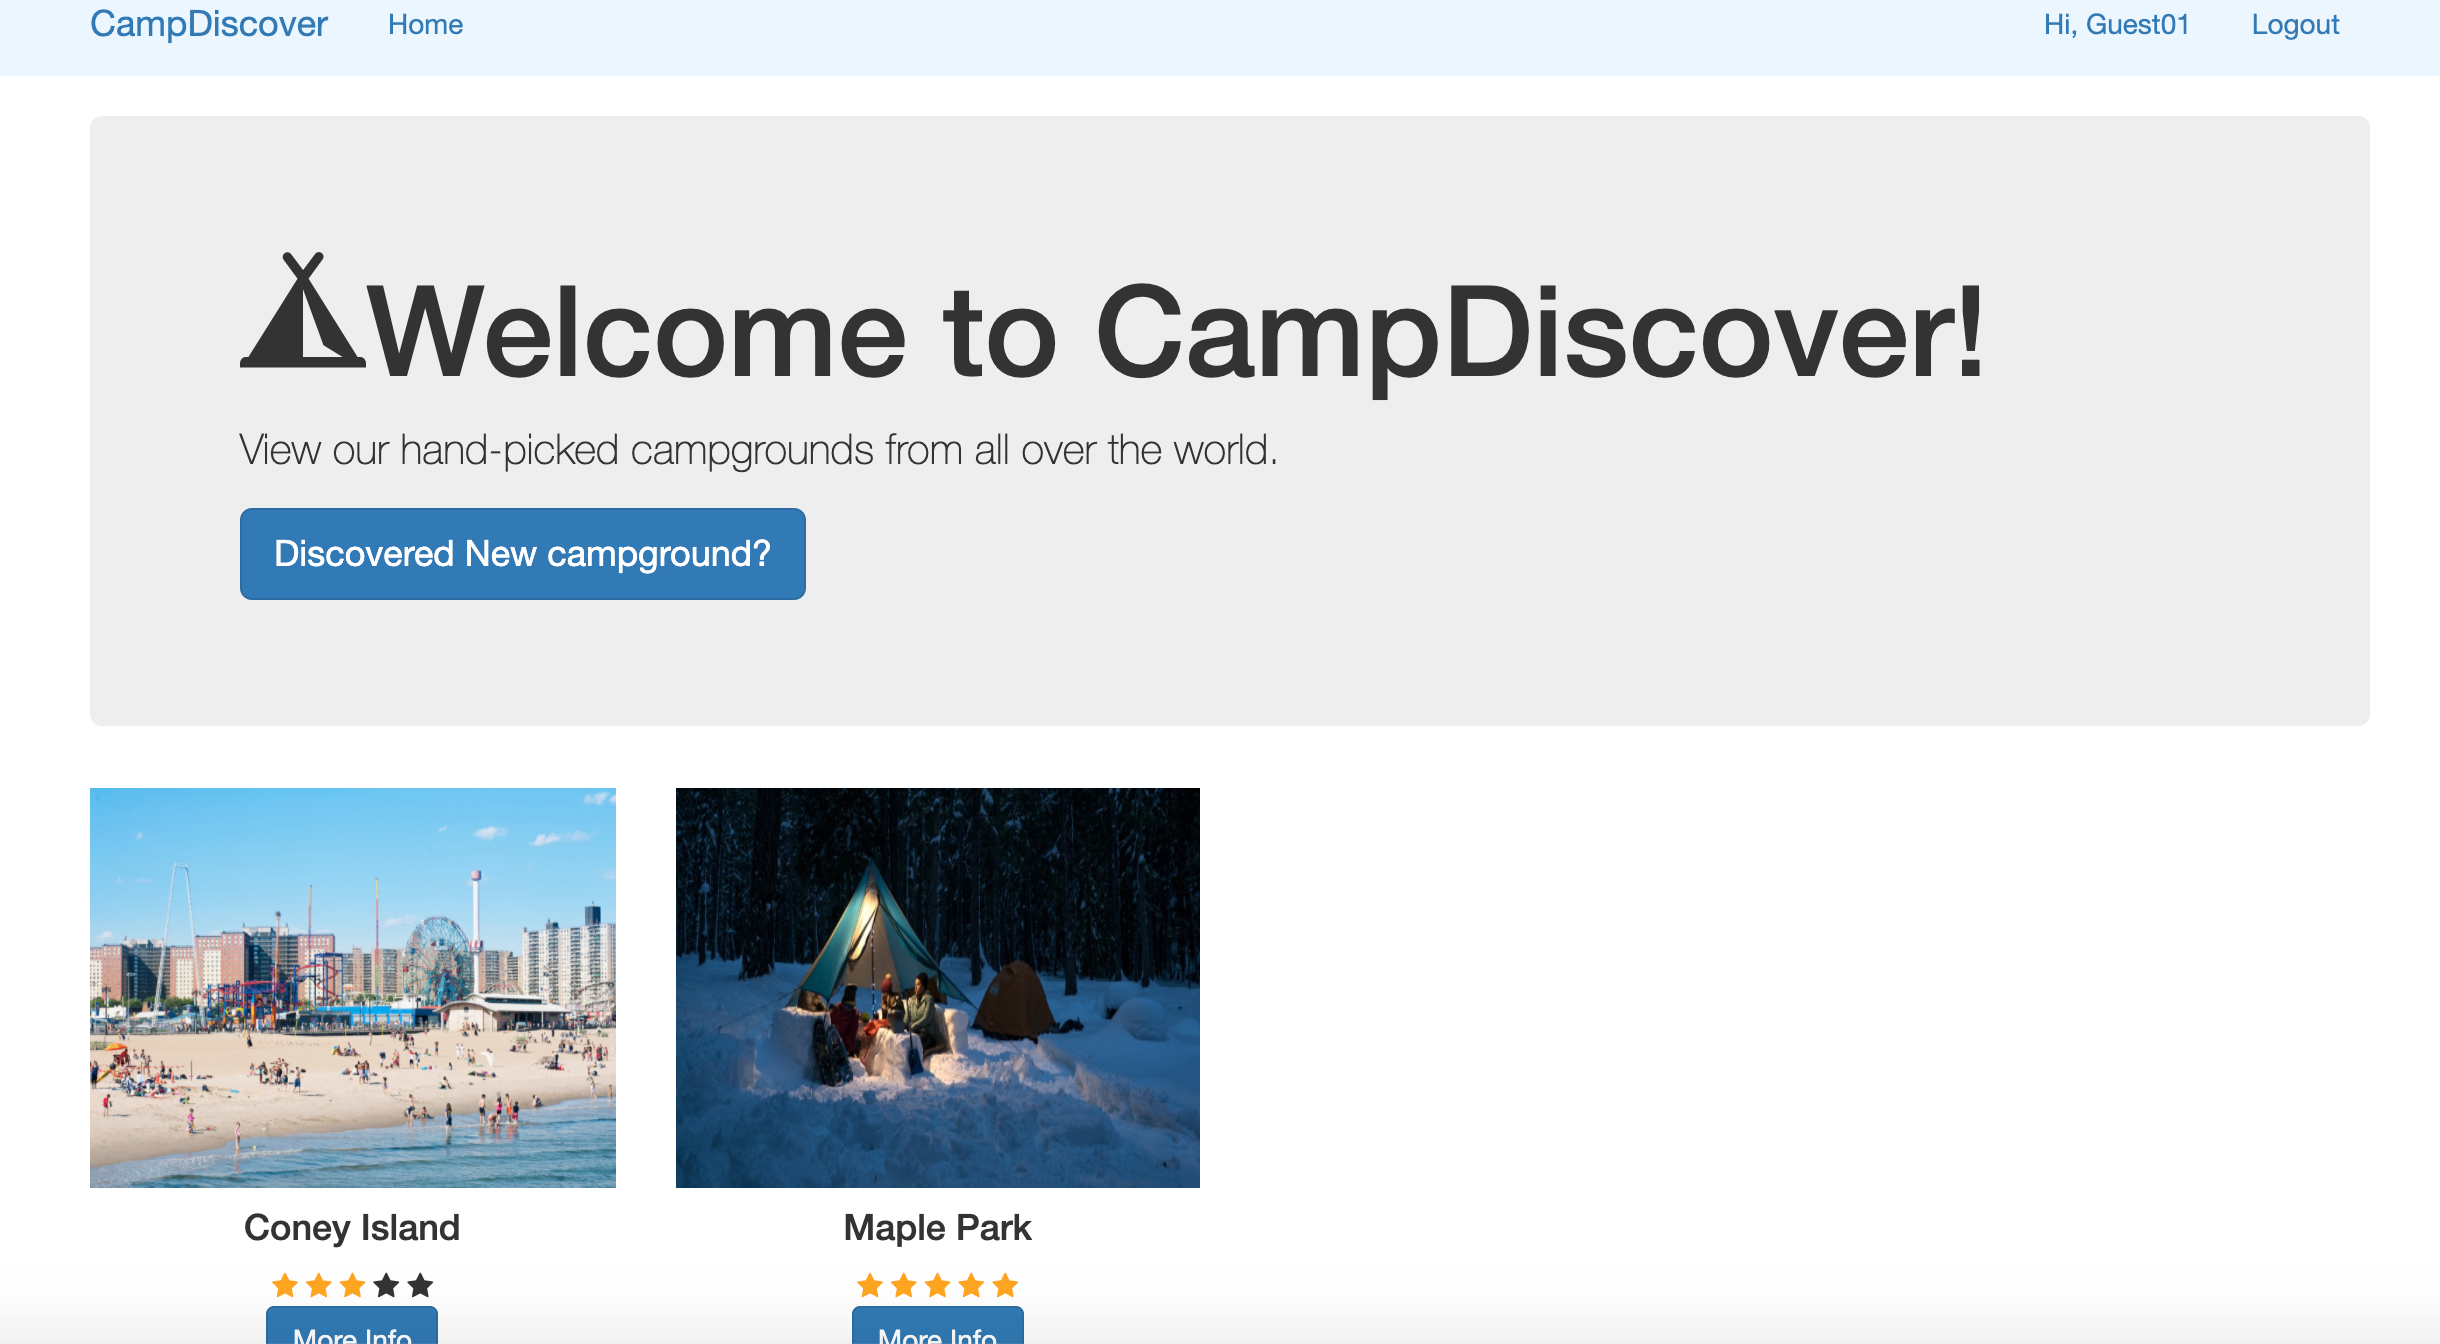 CampDiscover Home Hi, Guest01 Logout
Welcome to CampDiscover!
View our hand-picked campgrounds from all over the world.
Discovered New campground?
Coney Island Maple Park
More Info More Info